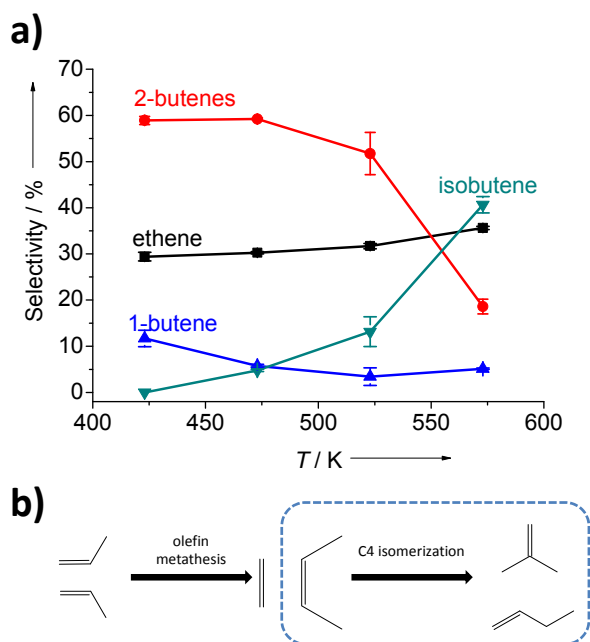 a)
70
60
50
40
30
20
10
0
Selectivity / %
2-butenes
isobutene
ethene
1-butene
400 450 500 550 600
T / K
b)
olefin
metathesis
C4 isomerization